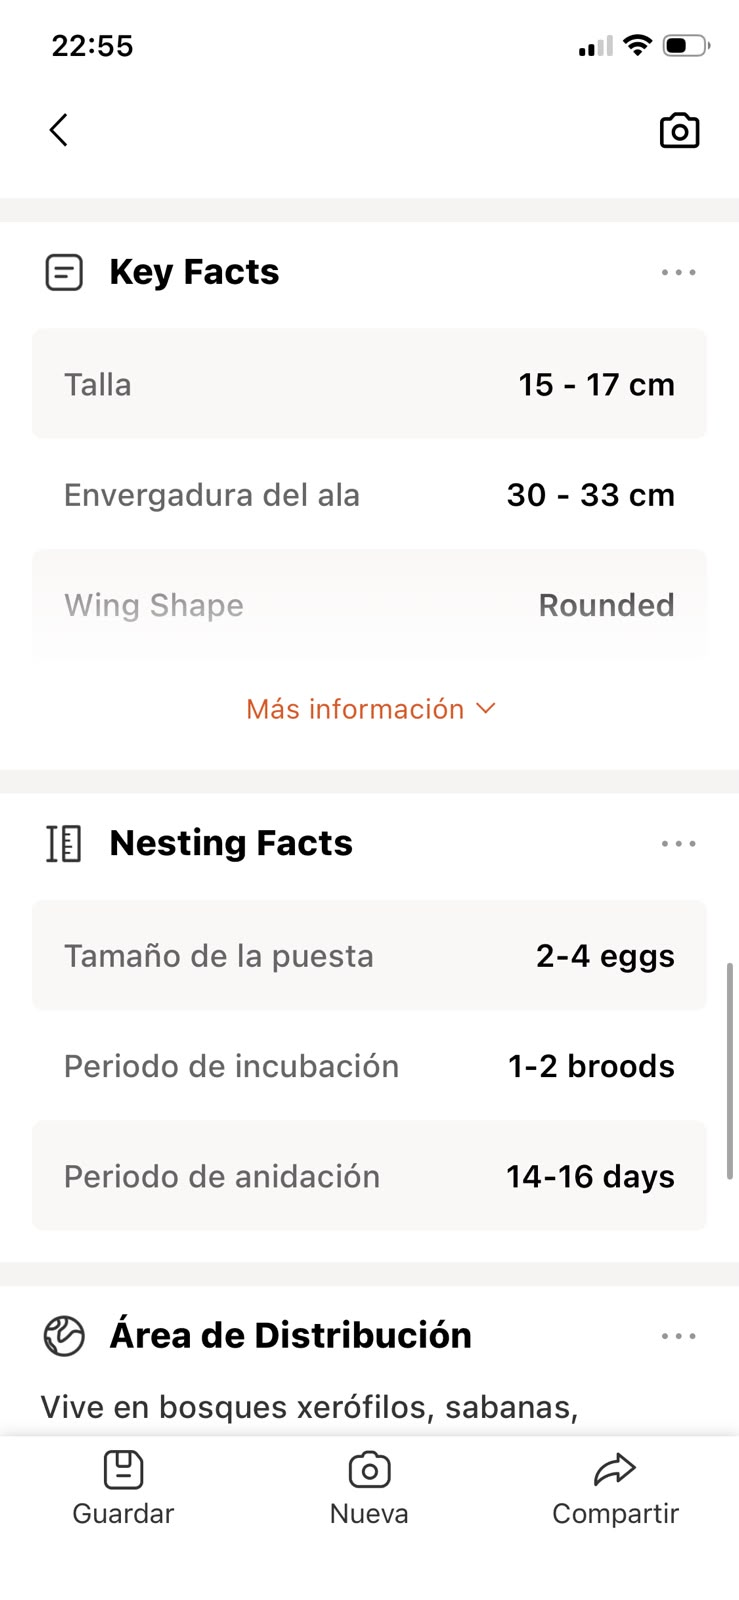 22:55
Key Facts
Talla 15 - 17 cm
Envergadura del ala 30 - 33 cm
Wing Shape Rounded
Más información
Nesting Facts
Tamaño de la puesta 2-4 eggs
Periodo de incubación 1-2 broods
Periodo de anidación 14-16 days
Área de Distribución
Vive en bosques xerófilos, sabanas,
Guardar Nueva Compartir